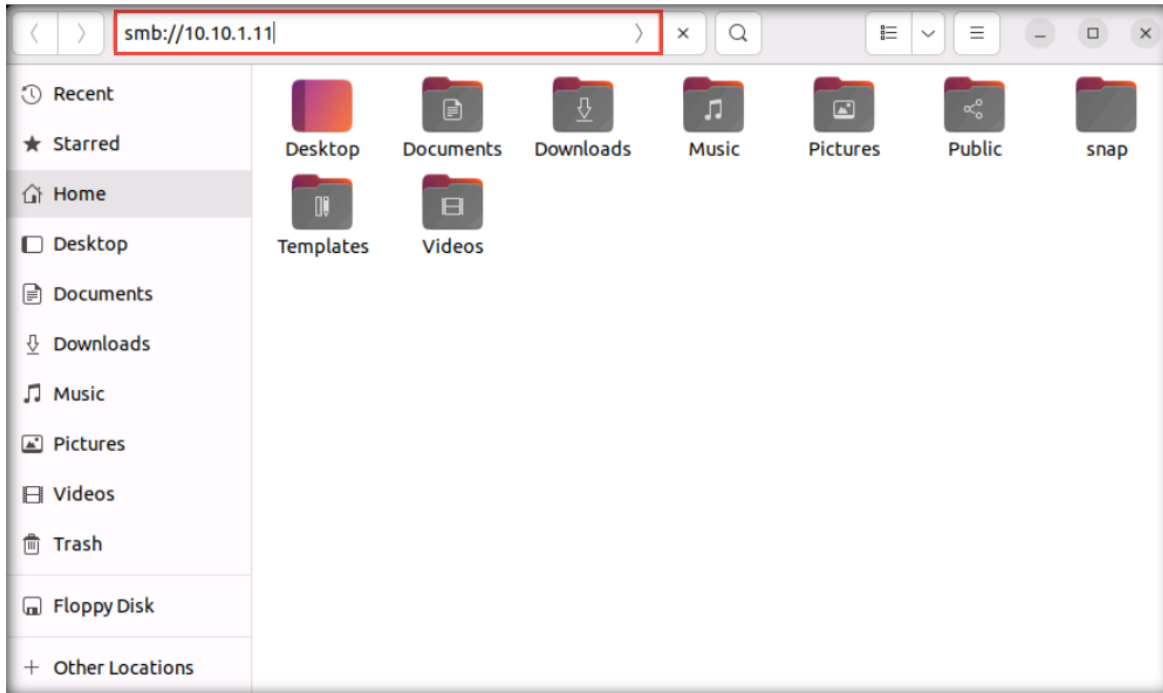 smb://10.10.1.11
Recent
Starred
Home
Desktop
Documents
Downloads
Music
Pictures
Videos
Trash
Floppy Disk
Other Locations
Desktop Documents Downloads Music Pictures Public snap
Templates Videos